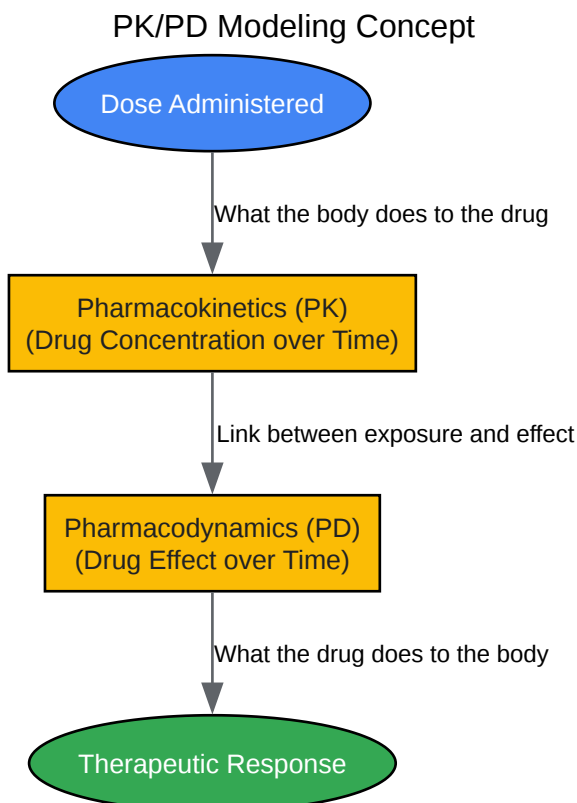 PK/PD Modeling Concept
Dose Administered
What the body does to the drug
Pharmacokinetics (PK)
(Drug Concentration over Time)
Link between exposure and effect
Pharmacodynamics (PD)
(Drug Effect over Time)
What the drug does to the body
Therapeutic Response